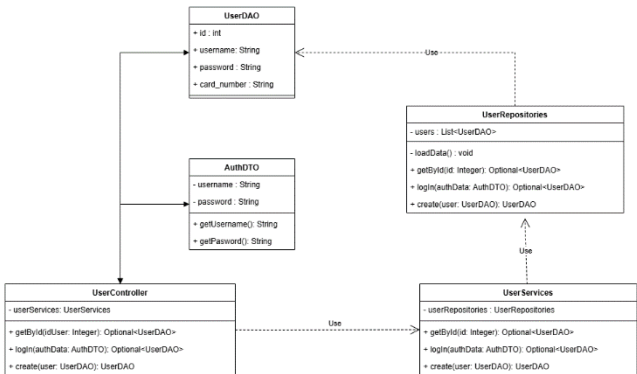 UserDAO
+ id : int
+ username: String
+ password : String
+ card_number : String
Use
UserRepositories
- users : List<UserDAO>
- loadData() : void
+ getById(id: Integer): Optional<UserDAO>
+ logIn(authData: AuthDTO): Optional<UserDAO>
+ create(user: UserDAO): UserDAO
AuthDTO
- username : String
- password : String
+ getUsername(): String
+ getPasword(): String
Use
UserController
- userServices: UserServices
+ getById(idUser: Integer): Optional<UserDAO>
+ logIn(authData: AuthDTO): Optional<UserDAO>
+ create(user: UserDAO): UserDAO
Use
UserServices
- userRepositories : UserRepositories
+ getById(id: Integer): Optional<UserDAO>
+ logIn(authData: AuthDTO): Optional<UserDAO>
+ create(user: UserDAO): UserDAO